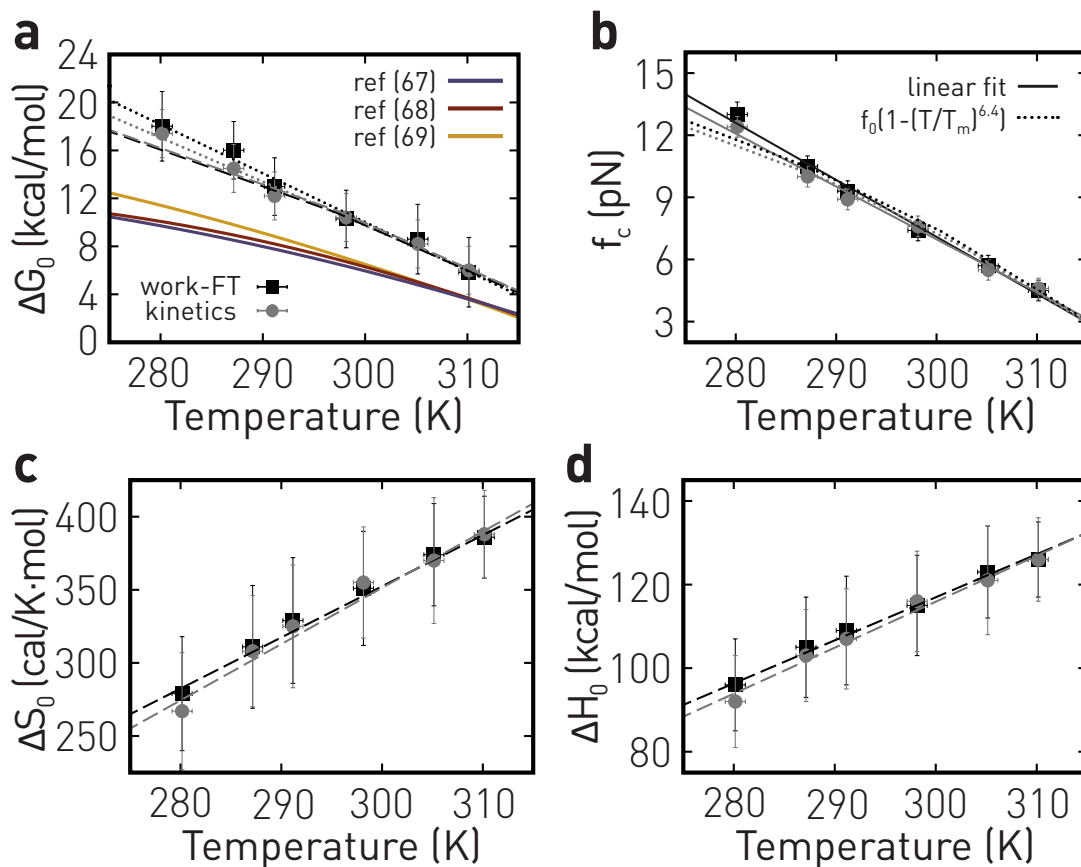 a
24
20
16
12
8
4
0
ΔG₀ (kcal/mol)
ref (67)
ref (68)
ref (69)
work-FT
kinetics
280 290 300 310
Temperature (K)
b
15
12
9
6
3
f_c (pN)
linear fit
f₀(1-(T/Tₘ)^6.4)
280 290 300 310
Temperature (K)
c
400
350
300
250
ΔS₀ (cal/K·mol)
280 290 300 310
Temperature (K)
d
140
120
100
80
ΔH₀ (kcal/mol)
280 290 300 310
Temperature (K)